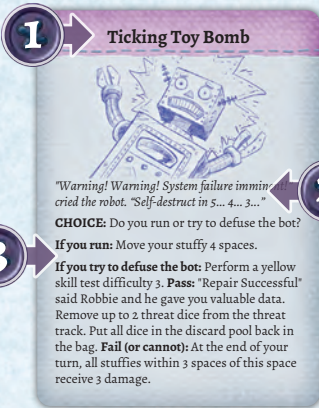 1
Ticking Toy Bomb
"Warning! Warning! System failure imminent!
cried the robot. “Self-destruct in 5... 4... 3..."
CHOICE: Do you run or try to defuse the bot?
3
If you run: Move your stuffy 4 spaces.
If you try to defuse the bot: Perform a yellow
skill test difficulty 3. Pass: "Repair Successful"
said Robbie and he gave you valuable data.
Remove up to 2 threat dice from the threat
track. Put all dice in the discard pool back in
the bag. Fail (or cannot): At the end of your
turn, all stuffies within 3 spaces of this space
receive 3 damage.